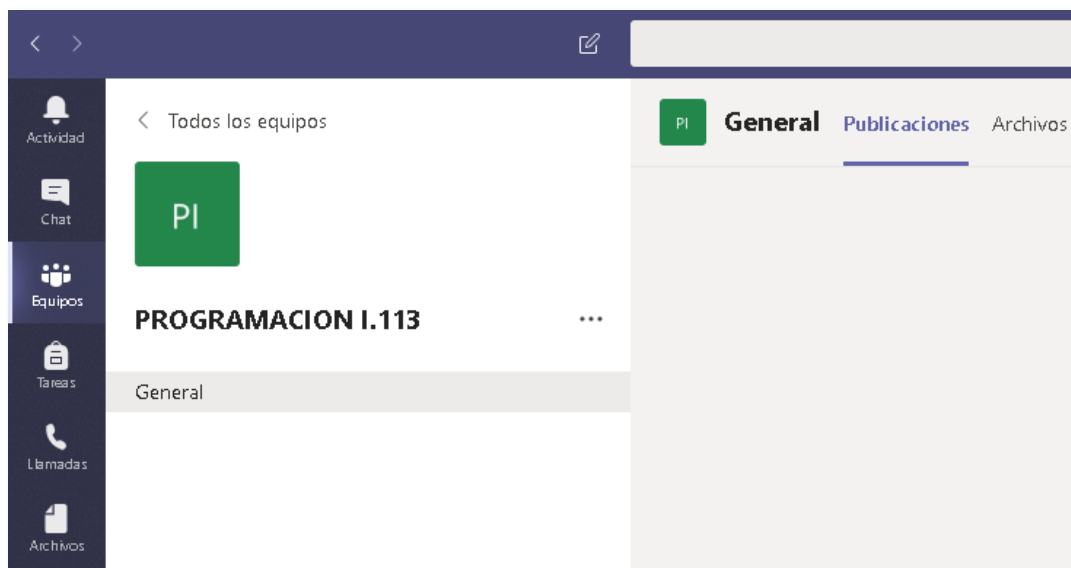 Actividad
Chat
Equipos
Tareas
Llamadas
Archivos
Todos los equipos
PI
PROGRAMACION I.113
General
PI General Publicaciones Archivos